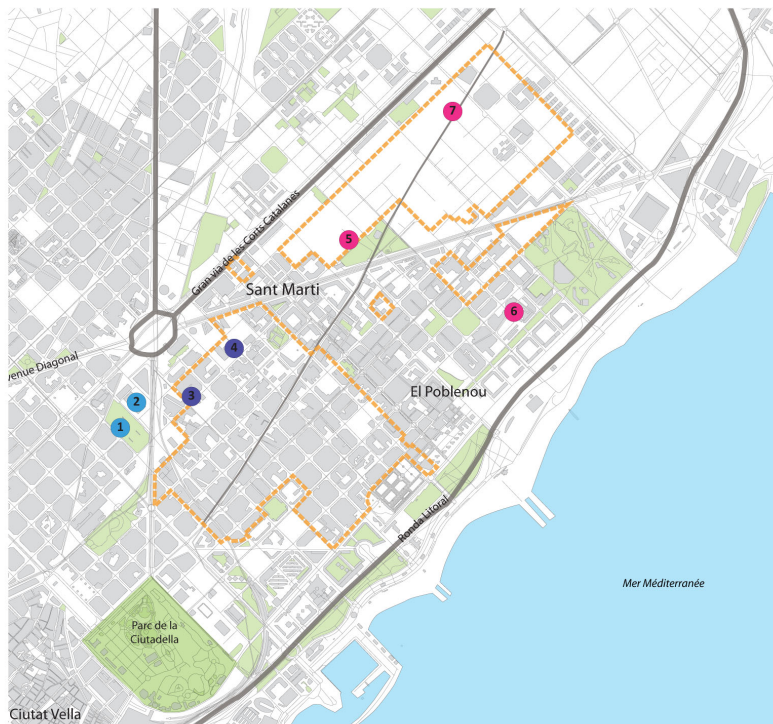 7
Gran via de les Corts Catalanes
5
Sant Marti
6
4
venue Diagonal
El Poblenou
3
2
1
Ronda Litoral
Mer Méditerranée
Parc de la
Ciutadella
Ciutat Vella